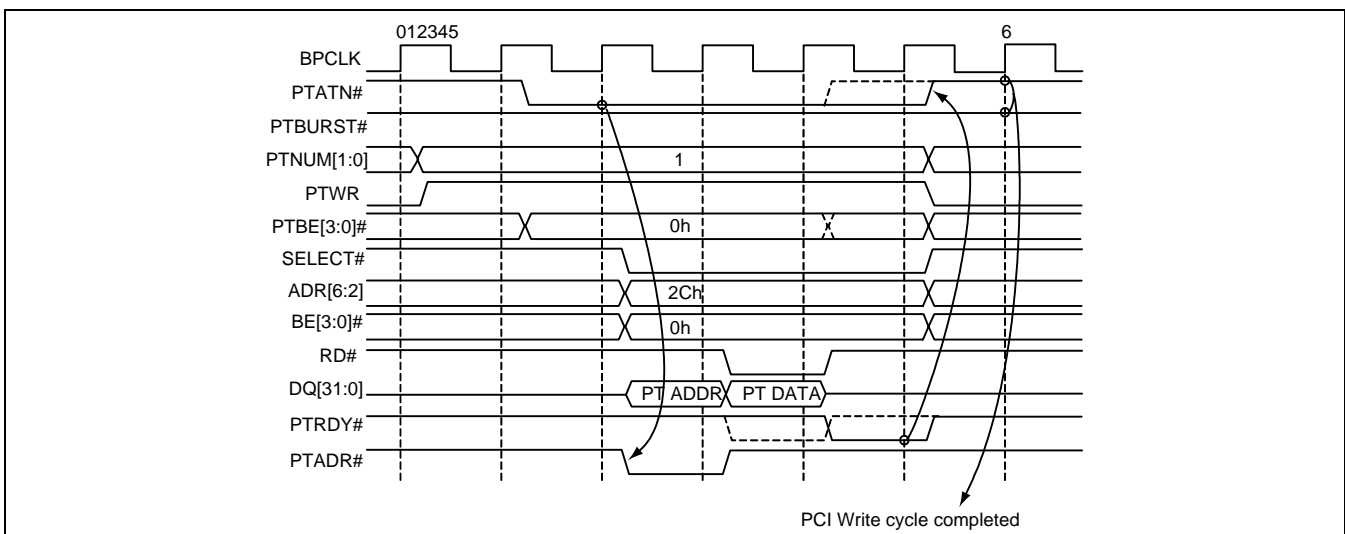 012345 6
BPCLK
PTATN#
PTBURST#
PTNUM[1:0] 1
PTWR
PTBE[3:0]# 0h
SELECT#
ADR[6:2] 2Ch
BE[3:0]# 0h
RD#
DQ[31:0] PT ADDR PT DATA
PTRDY#
PTADR#
PCI Write cycle completed